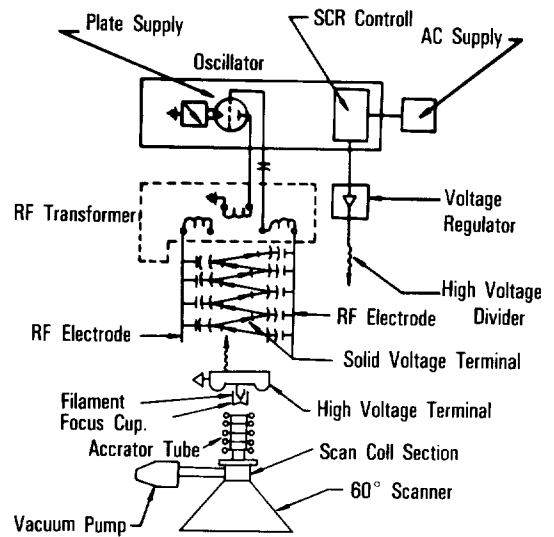 Plate Supply
SCR Controll
AC Supply
Oscillator
RF Transformer
Voltage
Regulator
High Voltage
Divider
RF Electrode
RF Electrode
Solid Voltage Terminal
Filament
Focus Cup.
High Voltage Terminal
Accrator Tube
Scan Coll Section
60° Scanner
Vacuum Pump